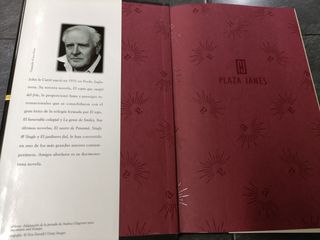 John le Carré nació en 1931 en Poole, Ingla-
terra. Su tercera novela, El espía que surgió
del frío, le proporcionó fama y prestigio in-
ternacionales que se consolidaron con el
gran éxito de la trilogía formada por El topo,
El honorable colegial y La gente de Smiley. Sus
últimas novelas, El sastre de Panamá, Single
& Single y El jardinero fiel, le han convertido
en uno de los más grandes autores contem-
poráneos. Amigos absolutos es su decimonove-
na novela.
PLAZA JANÉS